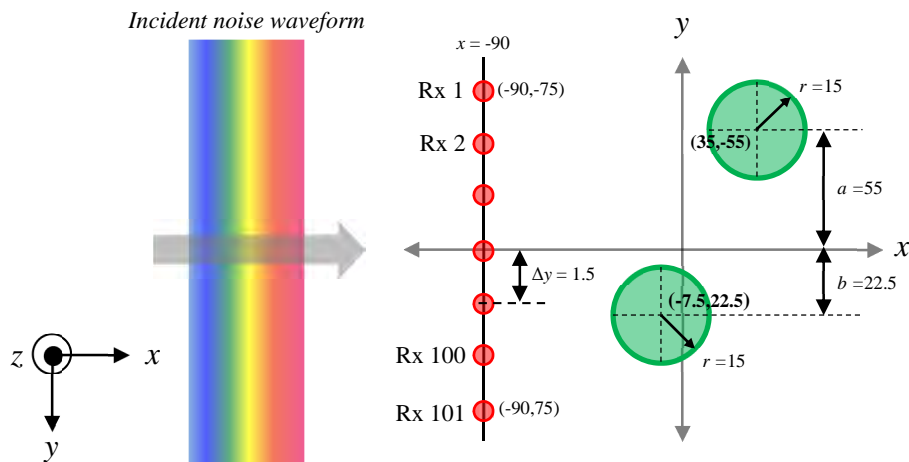 Incident noise waveform
x = -90
y
Rx 1
(-90,-75)
r =15
Rx 2
(35,-55)
a =55
x
Δy = 1.5
b =22.5
(-7.5,22.5)
z
x
Rx 100
r =15
Rx 101
(-90,75)
y